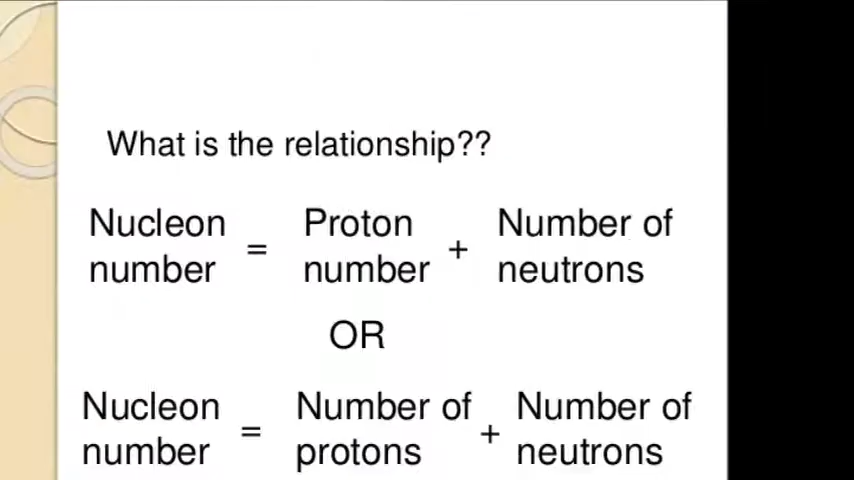 What is the relationship??
Nucleon number = Proton number + Number of neutrons
OR
Nucleon number = Number of protons + Number of neutrons